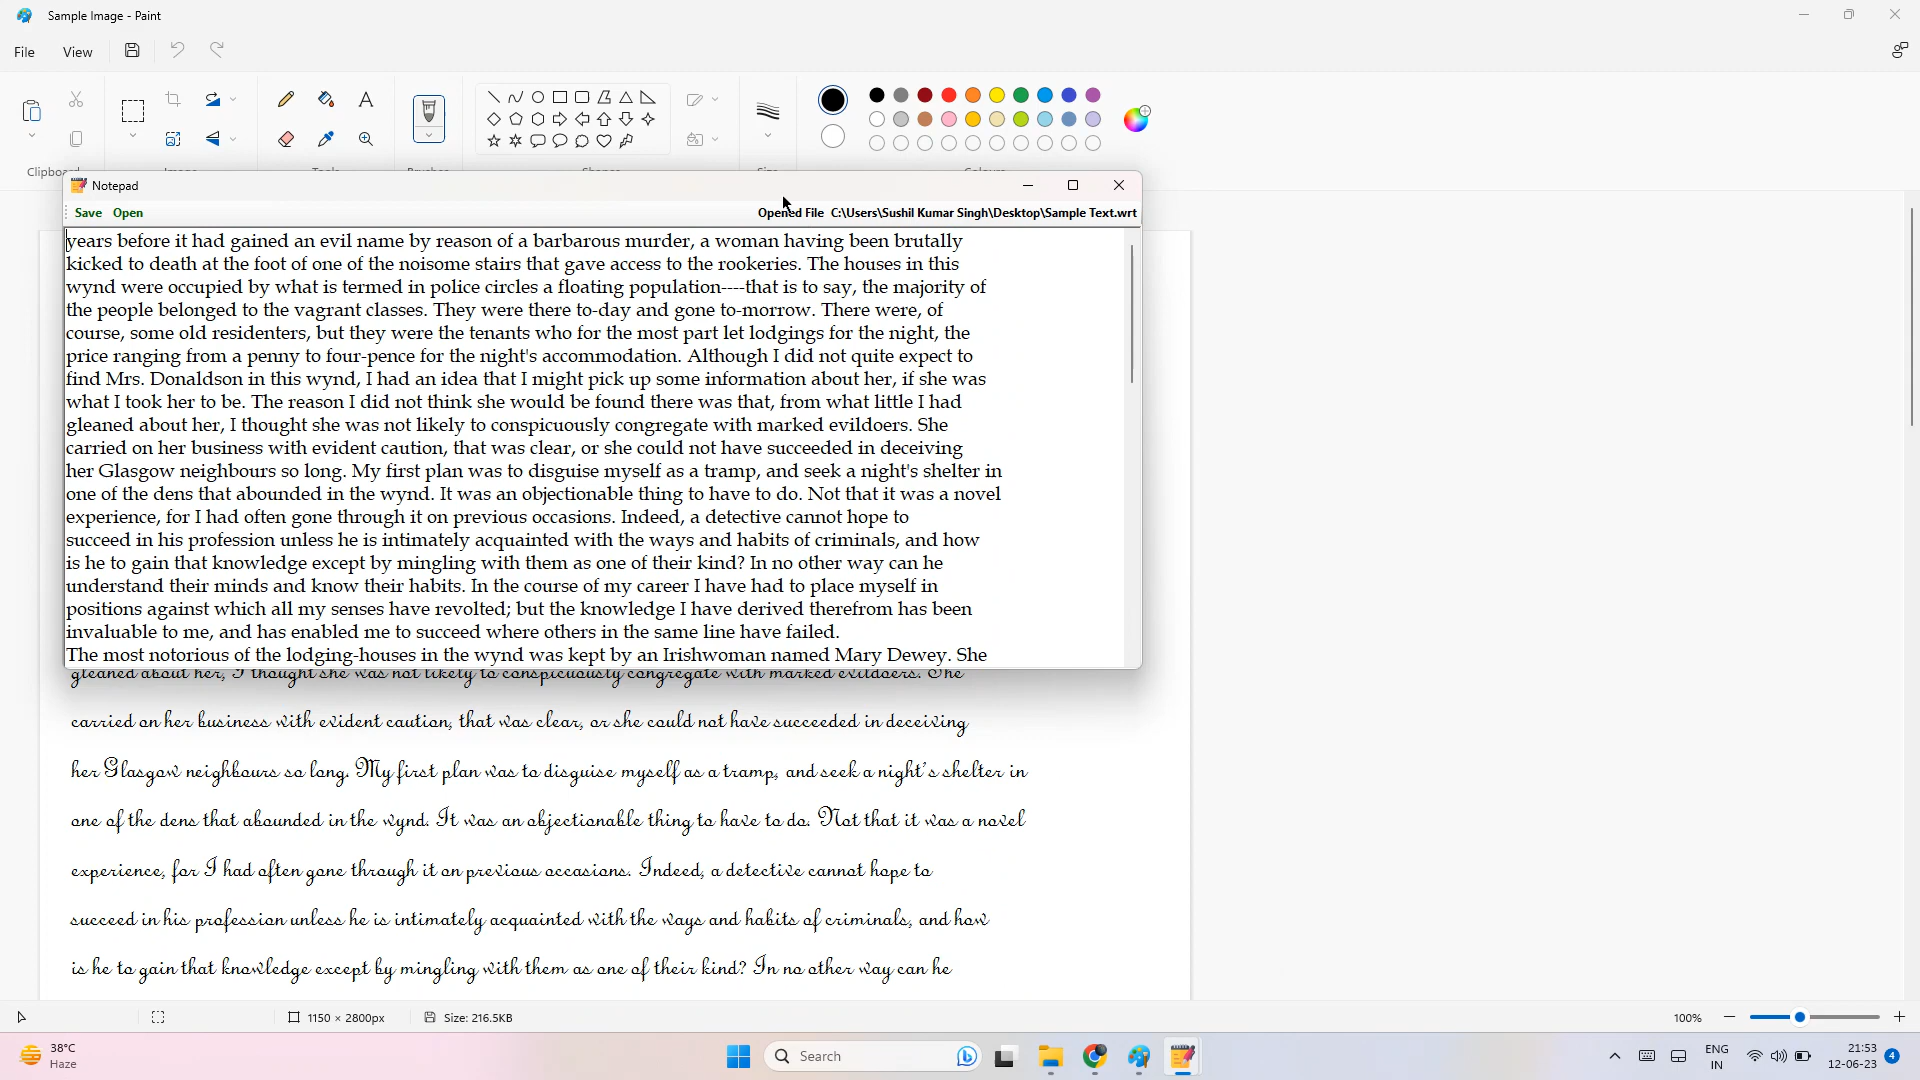 Sample Image - Paint
File View
Clipboard
Notepad
Save Open Opened File C:\Users\Sushil Kumar Singh\Desktop\Sample Text.wrt
years before it had gained an evil name by reason of a barbarous murder, a woman having been brutally
kicked to death at the foot of one of the noisome stairs that gave access to the rookeries. The houses in this
wynd were occupied by what is termed in police circles a floating population----that is to say, the majority of
the people belonged to the vagrant classes. They were there to-day and gone to-morrow. There were, of
course, some old residenters, but they were the tenants who for the most part let lodgings for the night, the
price ranging from a penny to four-pence for the night's accommodation. Although I did not quite expect to
find Mrs. Donaldson in this wynd, I had an idea that I might pick up some information about her, if she was
what I took her to be. The reason I did not think she would be found there was that, from what little I had
gleaned about her, I thought she was not likely to conspicuously congregate with marked evildoers. She
carried on her business with evident caution, that was clear, or she could not have succeeded in deceiving
her Glasgow neighbours so long. My first plan was to disguise myself as a tramp, and seek a night's shelter in
one of the dens that abounded in the wynd. It was an objectionable thing to have to do. Not that it was a novel
experience, for I had often gone through it on previous occasions. Indeed, a detective cannot hope to
succeed in his profession unless he is intimately acquainted with the ways and habits of criminals, and how
is he to gain that knowledge except by mingling with them as one of their kind? In no other way can he
understand their minds and know their habits. In the course of my career I have had to place myself in
positions against which all my senses have revolted; but the knowledge I have derived therefrom has been
invaluable to me, and has enabled me to succeed where others in the same line have failed.
The most notorious of the lodging-houses in the wynd was kept by an Irishwoman named Mary Dewey. She
gleaned about her, I thought she was not likely to conspicuously congregate with marked evildoers. She
carried on her business with evident caution, that was clear, or she could not have succeeded in deceiving
her Glasgow neighbours so long. My first plan was to disguise myself as a tramp, and seek a night's shelter in
one of the dens that abounded in the wynd. It was an objectionable thing to have to do. Not that it was a novel
experience, for I had often gone through it on previous occasions. Indeed, a detective cannot hope to
succeed in his profession unless he is intimately acquainted with the ways and habits of criminals, and how
is he to gain that knowledge except by mingling with them as one of their kind? In no other way can he
1150 × 2800px Size: 216.5KB 100%
38°C
Haze
Search
ENG
IN
21:53
12-06-23
4